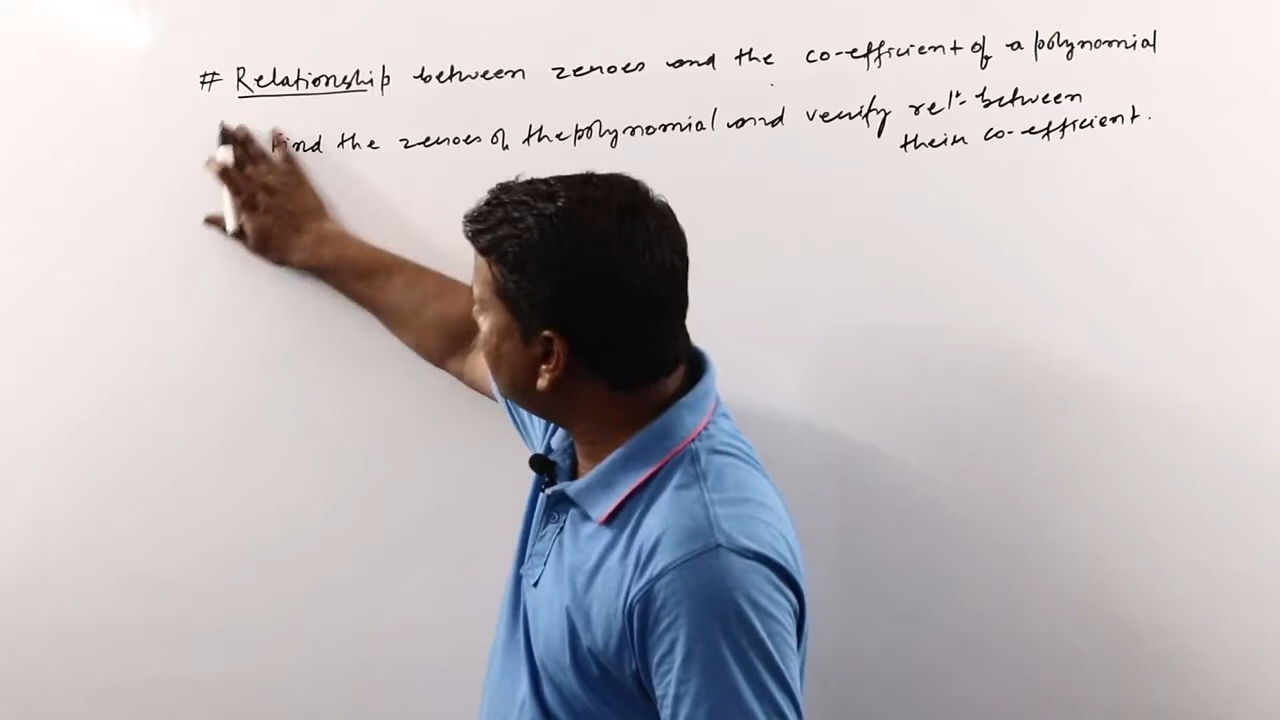 # Relationship between zeroes and the co-efficient of a polynomial
Find the zeroes of the polynomial and verify relⁿ between
their co-efficient.